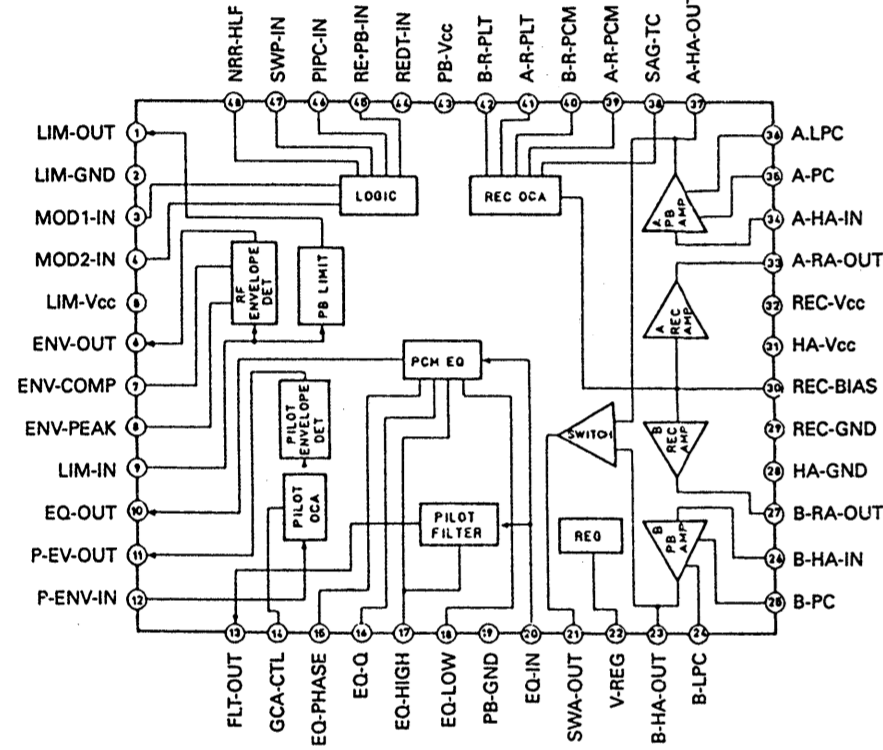 NRR-HLF
SWP-IN
PIPC-IN
RE•PB-IN
REDT-IN
PB-Vcc
B-R-PLT
A-R-PLT
B-R-PCM
A-R-PCM
SAG-TC
A-HA-OUT
48
47
46
45
44
43
42
41
40
39
38
37
LIM-OUT 1
LIM-GND 2
MOD1-IN 3
MOD2-IN 4
LIM-Vcc 5
ENV-OUT 6
ENV-COMP 7
ENV-PEAK 8
LIM-IN 9
EQ-OUT 10
P-EV-OUT 11
P-ENV-IN 12
LOGIC
REC OCA
RF
ENVELOPE
DET
PB LIMIT
PCM EQ
PILOT
ENVELOPE
DET
PILOT
OCA
PILOT
FILTER
SWITCH
REG
A
PB
AMP
A
REC
AMP
B
REC
AMP
B
PB
AMP
36 A.LPC
35 A-PC
34 A-HA-IN
33 A-RA-OUT
32 REC-Vcc
31 HA-Vcc
30 REC-BIAS
29 REC-GND
28 HA-GND
27 B-RA-OUT
26 B-HA-IN
25 B-PC
13
14
15
16
17
18
19
20
21
22
23
24
FLT-OUT
GCA-CTL
EQ-PHASE
EQ-Q
EQ-HIGH
EQ-LOW
PB-GND
EQ-IN
SWA-OUT
V-REG
B-HA-OUT
B-LPC